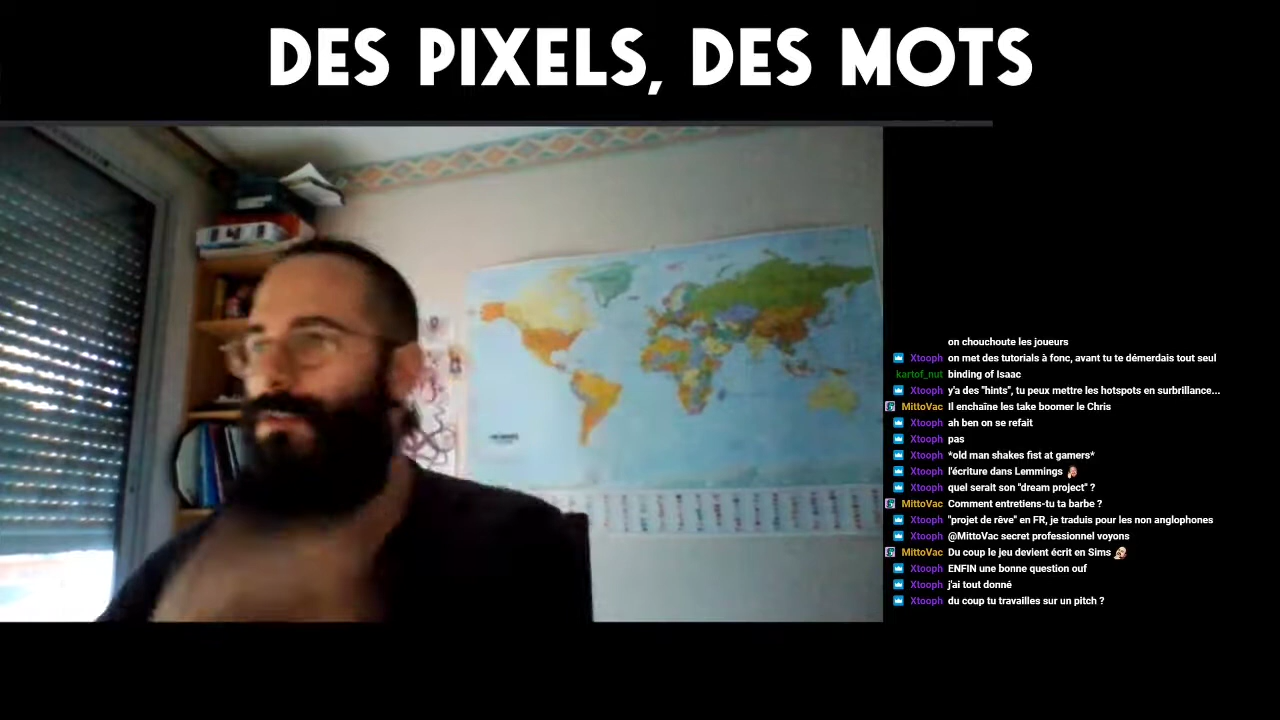 DES PIXELS, DES MOTS
141
on chouchoute les joueurs
Xtooph on met des tutorials à fonc, avant tu te démerdais tout seul
kartof_nut binding of Isaac
Xtooph y'a des "hints", tu peux mettre les hotspots en surbrillance...
MittoVac Il enchaîne les take boomer le Chris
Xtooph ah ben on se refait
Xtooph pas
Xtooph *old man shakes fist at gamers*
Xtooph l'écriture dans Lemmings
Xtooph quel serait son "dream project" ?
MittoVac Comment entretiens-tu ta barbe ?
Xtooph "projet de rêve" en FR, je traduis pour les non anglophones
Xtooph @MittoVac secret professionnel voyons
MittoVac Du coup le jeu devient écrit en Sims
Xtooph ENFIN une bonne question ouf
Xtooph j'ai tout donné
Xtooph du coup tu travailles sur un pitch ?